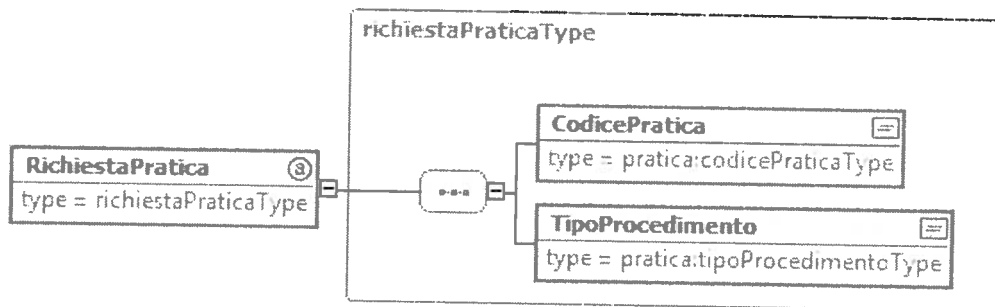 richiestaPraticaType
RichiestaPratica
type = richiestaPraticaType
CodicePratica
type = pratica:codicePraticaType
TipoProcedimento
type = pratica:tipoProcedimentoType